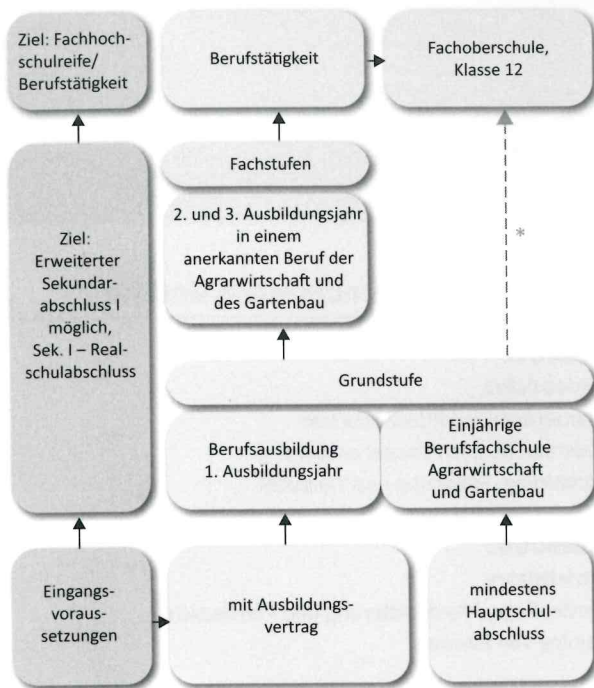 Ziel: Fachhoch-
schulreife/
Berufstätigkeit
Berufstätigkeit
Fachoberschule,
Klasse 12
Fachstufen
2. und 3. Ausbildungsjahr
in einem
anerkannten Beruf der
Agrarwirtschaft und
des Gartenbau
*
Ziel:
Erweiterter
Sekundar-
abschluss I
möglich,
Sek. I – Real-
schulabschluss
Grundstufe
Berufsausbildung
1. Ausbildungsjahr
Einjährige
Berufsfachschule
Agrarwirtschaft
und Gartenbau
Eingangs-
voraus-
setzungen
mit Ausbildungs-
vertrag
mindestens
Hauptschul-
abschluss